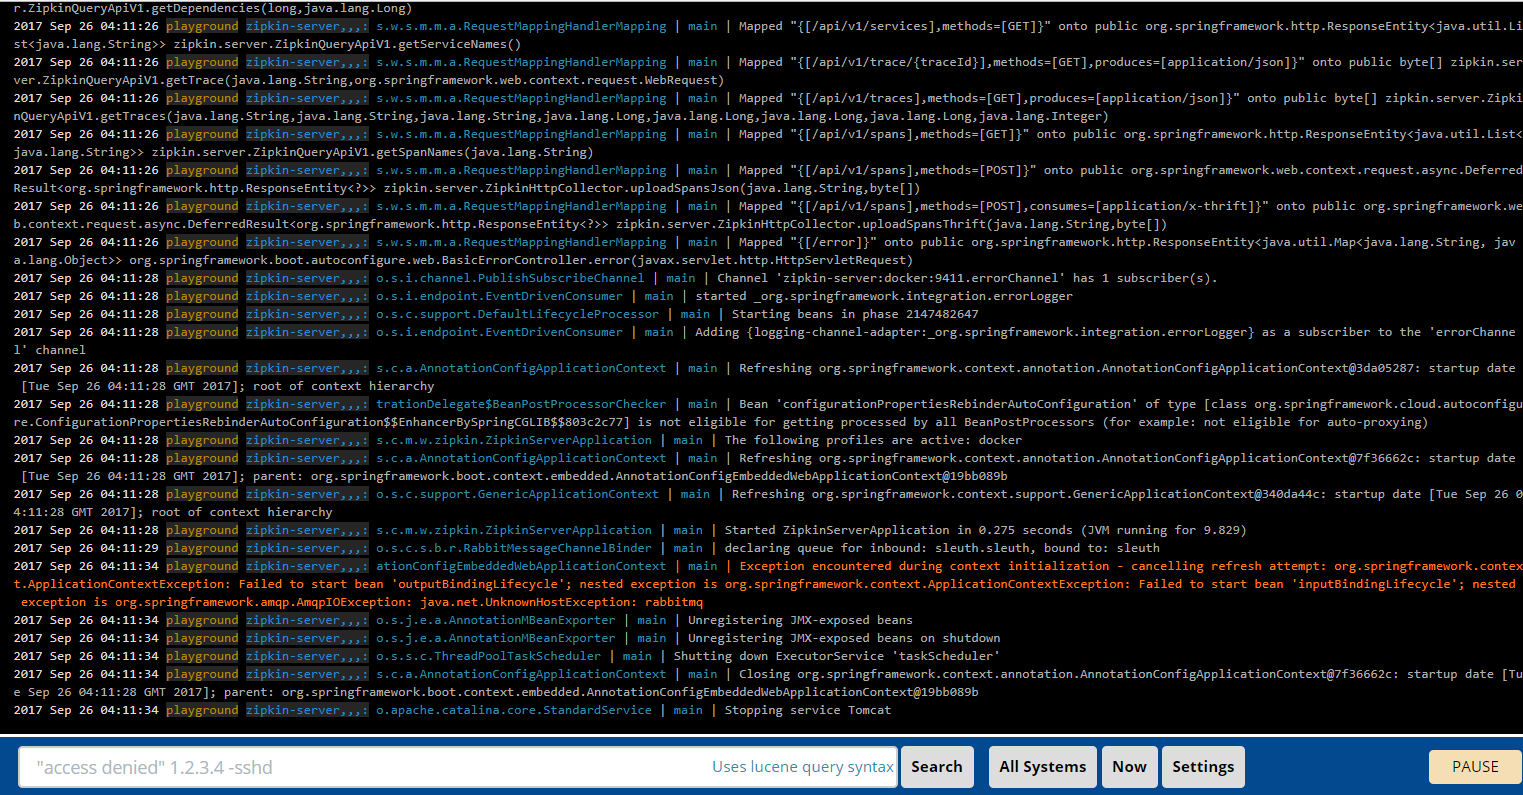 r.ZipkinQueryApiV1.getDependencies(long,java.lang.Long)
2017 Sep 26 04:11:26 playground zipkin-server,,,: s.w.s.m.m.a.RequestMappingHandlerMapping | main | Mapped "{[/api/v1/services],methods=[GET]}" onto public org.springframework.http.ResponseEntity<java.util.Li
st<java.lang.String>> zipkin.server.ZipkinQueryApiV1.getServiceNames()
2017 Sep 26 04:11:26 playground zipkin-server,,,: s.w.s.m.m.a.RequestMappingHandlerMapping | main | Mapped "{[/api/v1/trace/{traceId}],methods=[GET],produces=[application/json]}" onto public byte[] zipkin.ser
ver.ZipkinQueryApiV1.getTrace(java.lang.String,org.springframework.web.context.request.WebRequest)
2017 Sep 26 04:11:26 playground zipkin-server,,,: s.w.s.m.m.a.RequestMappingHandlerMapping | main | Mapped "{[/api/v1/traces],methods=[GET],produces=[application/json]}" onto public byte[] zipkin.server.Zipki
nQueryApiV1.getTraces(java.lang.String,java.lang.String,java.lang.String,java.lang.Long,java.lang.Long,java.lang.Long,java.lang.Long,java.lang.Integer)
2017 Sep 26 04:11:26 playground zipkin-server,,,: s.w.s.m.m.a.RequestMappingHandlerMapping | main | Mapped "{[/api/v1/spans],methods=[GET]}" onto public org.springframework.http.ResponseEntity<java.util.List<
java.lang.String>> zipkin.server.ZipkinQueryApiV1.getSpanNames(java.lang.String)
2017 Sep 26 04:11:26 playground zipkin-server,,,: s.w.s.m.m.a.RequestMappingHandlerMapping | main | Mapped "{[/api/v1/spans],methods=[POST]}" onto public org.springframework.web.context.request.async.Deferred
Result<org.springframework.http.ResponseEntity<?>> zipkin.server.ZipkinHttpCollector.uploadSpansJson(java.lang.String,byte[])
2017 Sep 26 04:11:26 playground zipkin-server,,,: s.w.s.m.m.a.RequestMappingHandlerMapping | main | Mapped "{[/api/v1/spans],methods=[POST],consumes=[application/x-thrift]}" onto public org.springframework.we
b.context.request.async.DeferredResult<org.springframework.http.ResponseEntity<?>> zipkin.server.ZipkinHttpCollector.uploadSpansThrift(java.lang.String,byte[])
2017 Sep 26 04:11:26 playground zipkin-server,,,: s.w.s.m.m.a.RequestMappingHandlerMapping | main | Mapped "{[/error]}" onto public org.springframework.http.ResponseEntity<java.util.Map<java.lang.String, jav
a.lang.Object>> org.springframework.boot.autoconfigure.web.BasicErrorController.error(javax.servlet.http.HttpServletRequest)
2017 Sep 26 04:11:28 playground zipkin-server,,,: o.s.i.channel.PublishSubscribeChannel | main | Channel 'zipkin-server:docker:9411.errorChannel' has 1 subscriber(s).
2017 Sep 26 04:11:28 playground zipkin-server,,,: o.s.i.endpoint.EventDrivenConsumer | main | started _org.springframework.integration.errorLogger
2017 Sep 26 04:11:28 playground zipkin-server,,,: o.s.c.support.DefaultLifecycleProcessor | main | Starting beans in phase 2147482647
2017 Sep 26 04:11:28 playground zipkin-server,,,: o.s.i.endpoint.EventDrivenConsumer | main | Adding {logging-channel-adapter:_org.springframework.integration.errorLogger} as a subscriber to the 'errorChanne
l' channel
2017 Sep 26 04:11:28 playground zipkin-server,,,: s.c.a.AnnotationConfigApplicationContext | main | Refreshing org.springframework.context.annotation.AnnotationConfigApplicationContext@3da05287: startup date
[Tue Sep 26 04:11:28 GMT 2017]; root of context hierarchy
2017 Sep 26 04:11:28 playground zipkin-server,,,: trationDelegate$BeanPostProcessorChecker | main | Bean 'configurationPropertiesRebinderAutoConfiguration' of type [class org.springframework.cloud.autoconfigu
re.ConfigurationPropertiesRebinderAutoConfiguration$$EnhancerBySpringCGLIB$$803c2c77] is not eligible for getting processed by all BeanPostProcessors (for example: not eligible for auto-proxying)
2017 Sep 26 04:11:28 playground zipkin-server,,,: s.c.m.w.zipkin.ZipkinServerApplication | main | The following profiles are active: docker
2017 Sep 26 04:11:28 playground zipkin-server,,,: s.c.a.AnnotationConfigApplicationContext | main | Refreshing org.springframework.context.annotation.AnnotationConfigApplicationContext@7f36662c: startup date
[Tue Sep 26 04:11:28 GMT 2017]; parent: org.springframework.boot.context.embedded.AnnotationConfigEmbeddedWebApplicationContext@19bb089b
2017 Sep 26 04:11:28 playground zipkin-server,,,: o.s.c.support.GenericApplicationContext | main | Refreshing org.springframework.context.support.GenericApplicationContext@340da44c: startup date [Tue Sep 26 0
4:11:28 GMT 2017]; root of context hierarchy
2017 Sep 26 04:11:28 playground zipkin-server,,,: s.c.m.w.zipkin.ZipkinServerApplication | main | Started ZipkinServerApplication in 0.275 seconds (JVM running for 9.829)
2017 Sep 26 04:11:29 playground zipkin-server,,,: o.s.c.s.b.r.RabbitMessageChannelBinder | main | declaring queue for inbound: sleuth.sleuth, bound to: sleuth
2017 Sep 26 04:11:34 playground zipkin-server,,,: ationConfigEmbeddedWebApplicationContext | main | Exception encountered during context initialization - cancelling refresh attempt: org.springframework.contex
t.ApplicationContextException: Failed to start bean 'outputBindingLifecycle'; nested exception is org.springframework.context.ApplicationContextException: Failed to start bean 'inputBindingLifecycle'; nested
exception is org.springframework.amqp.AmqpIOException: java.net.UnknownHostException: rabbitmq
2017 Sep 26 04:11:34 playground zipkin-server,,,: o.s.j.e.a.AnnotationMBeanExporter | main | Unregistering JMX-exposed beans
2017 Sep 26 04:11:34 playground zipkin-server,,,: o.s.j.e.a.AnnotationMBeanExporter | main | Unregistering JMX-exposed beans on shutdown
2017 Sep 26 04:11:34 playground zipkin-server,,,: o.s.s.c.ThreadPoolTaskScheduler | main | Shutting down ExecutorService 'taskScheduler'
2017 Sep 26 04:11:34 playground zipkin-server,,,: s.c.a.AnnotationConfigApplicationContext | main | Closing org.springframework.context.annotation.AnnotationConfigApplicationContext@7f36662c: startup date [Tu
e Sep 26 04:11:28 GMT 2017]; parent: org.springframework.boot.context.embedded.AnnotationConfigEmbeddedWebApplicationContext@19bb089b
2017 Sep 26 04:11:34 playground zipkin-server,,,: o.apache.catalina.core.StandardService | main | Stopping service Tomcat
"access denied" 1.2.3.4 -sshd Uses lucene query syntax Search All Systems Now Settings PAUSE